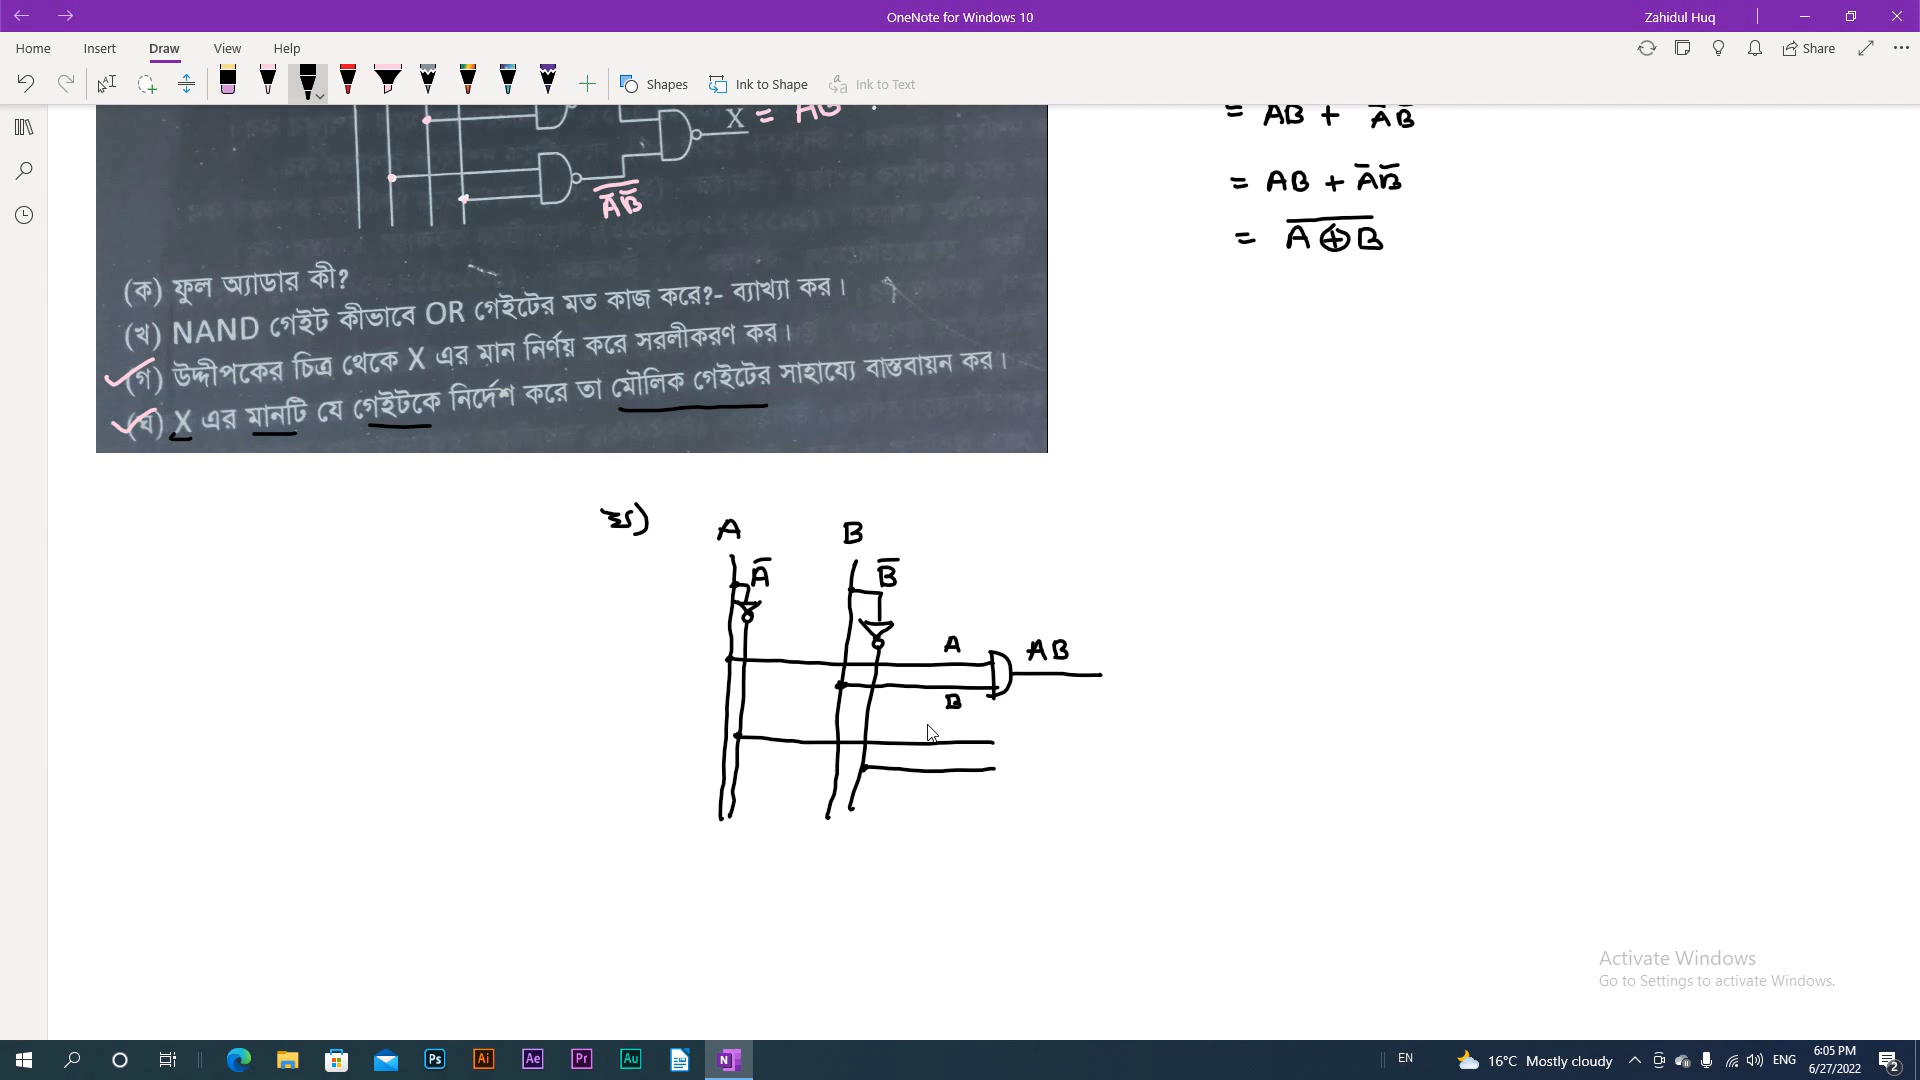 OneNote for Windows 10
Zahidul Huq
Home Insert Draw View Help
Share
Shapes Ink to Shape Ink to Text
X = AB
A̅B̅
(ক) ফুল অ্যাডার কী?
(খ) NAND গেইট কীভাবে OR গেইটের মত কাজ করে?- ব্যাখ্যা কর।
(গ) উদ্দীপকের চিত্র থেকে X এর মান নির্ণয় করে সরলীকরণ কর।
(ঘ) X এর মানটি যে গেইটকে নির্দেশ করে তা মৌলিক গেইটের সাহায্যে বাস্তবায়ন কর।
= AB + A̅B̅
= AB + A̅B̅
= A̅ ⊕̅ B̅
ঘ) A B
A̅ B̅
A AB
B
Activate Windows
Go to Settings to activate Windows.
EN 16°C Mostly cloudy ENG 6:05 PM
6/27/2022
2